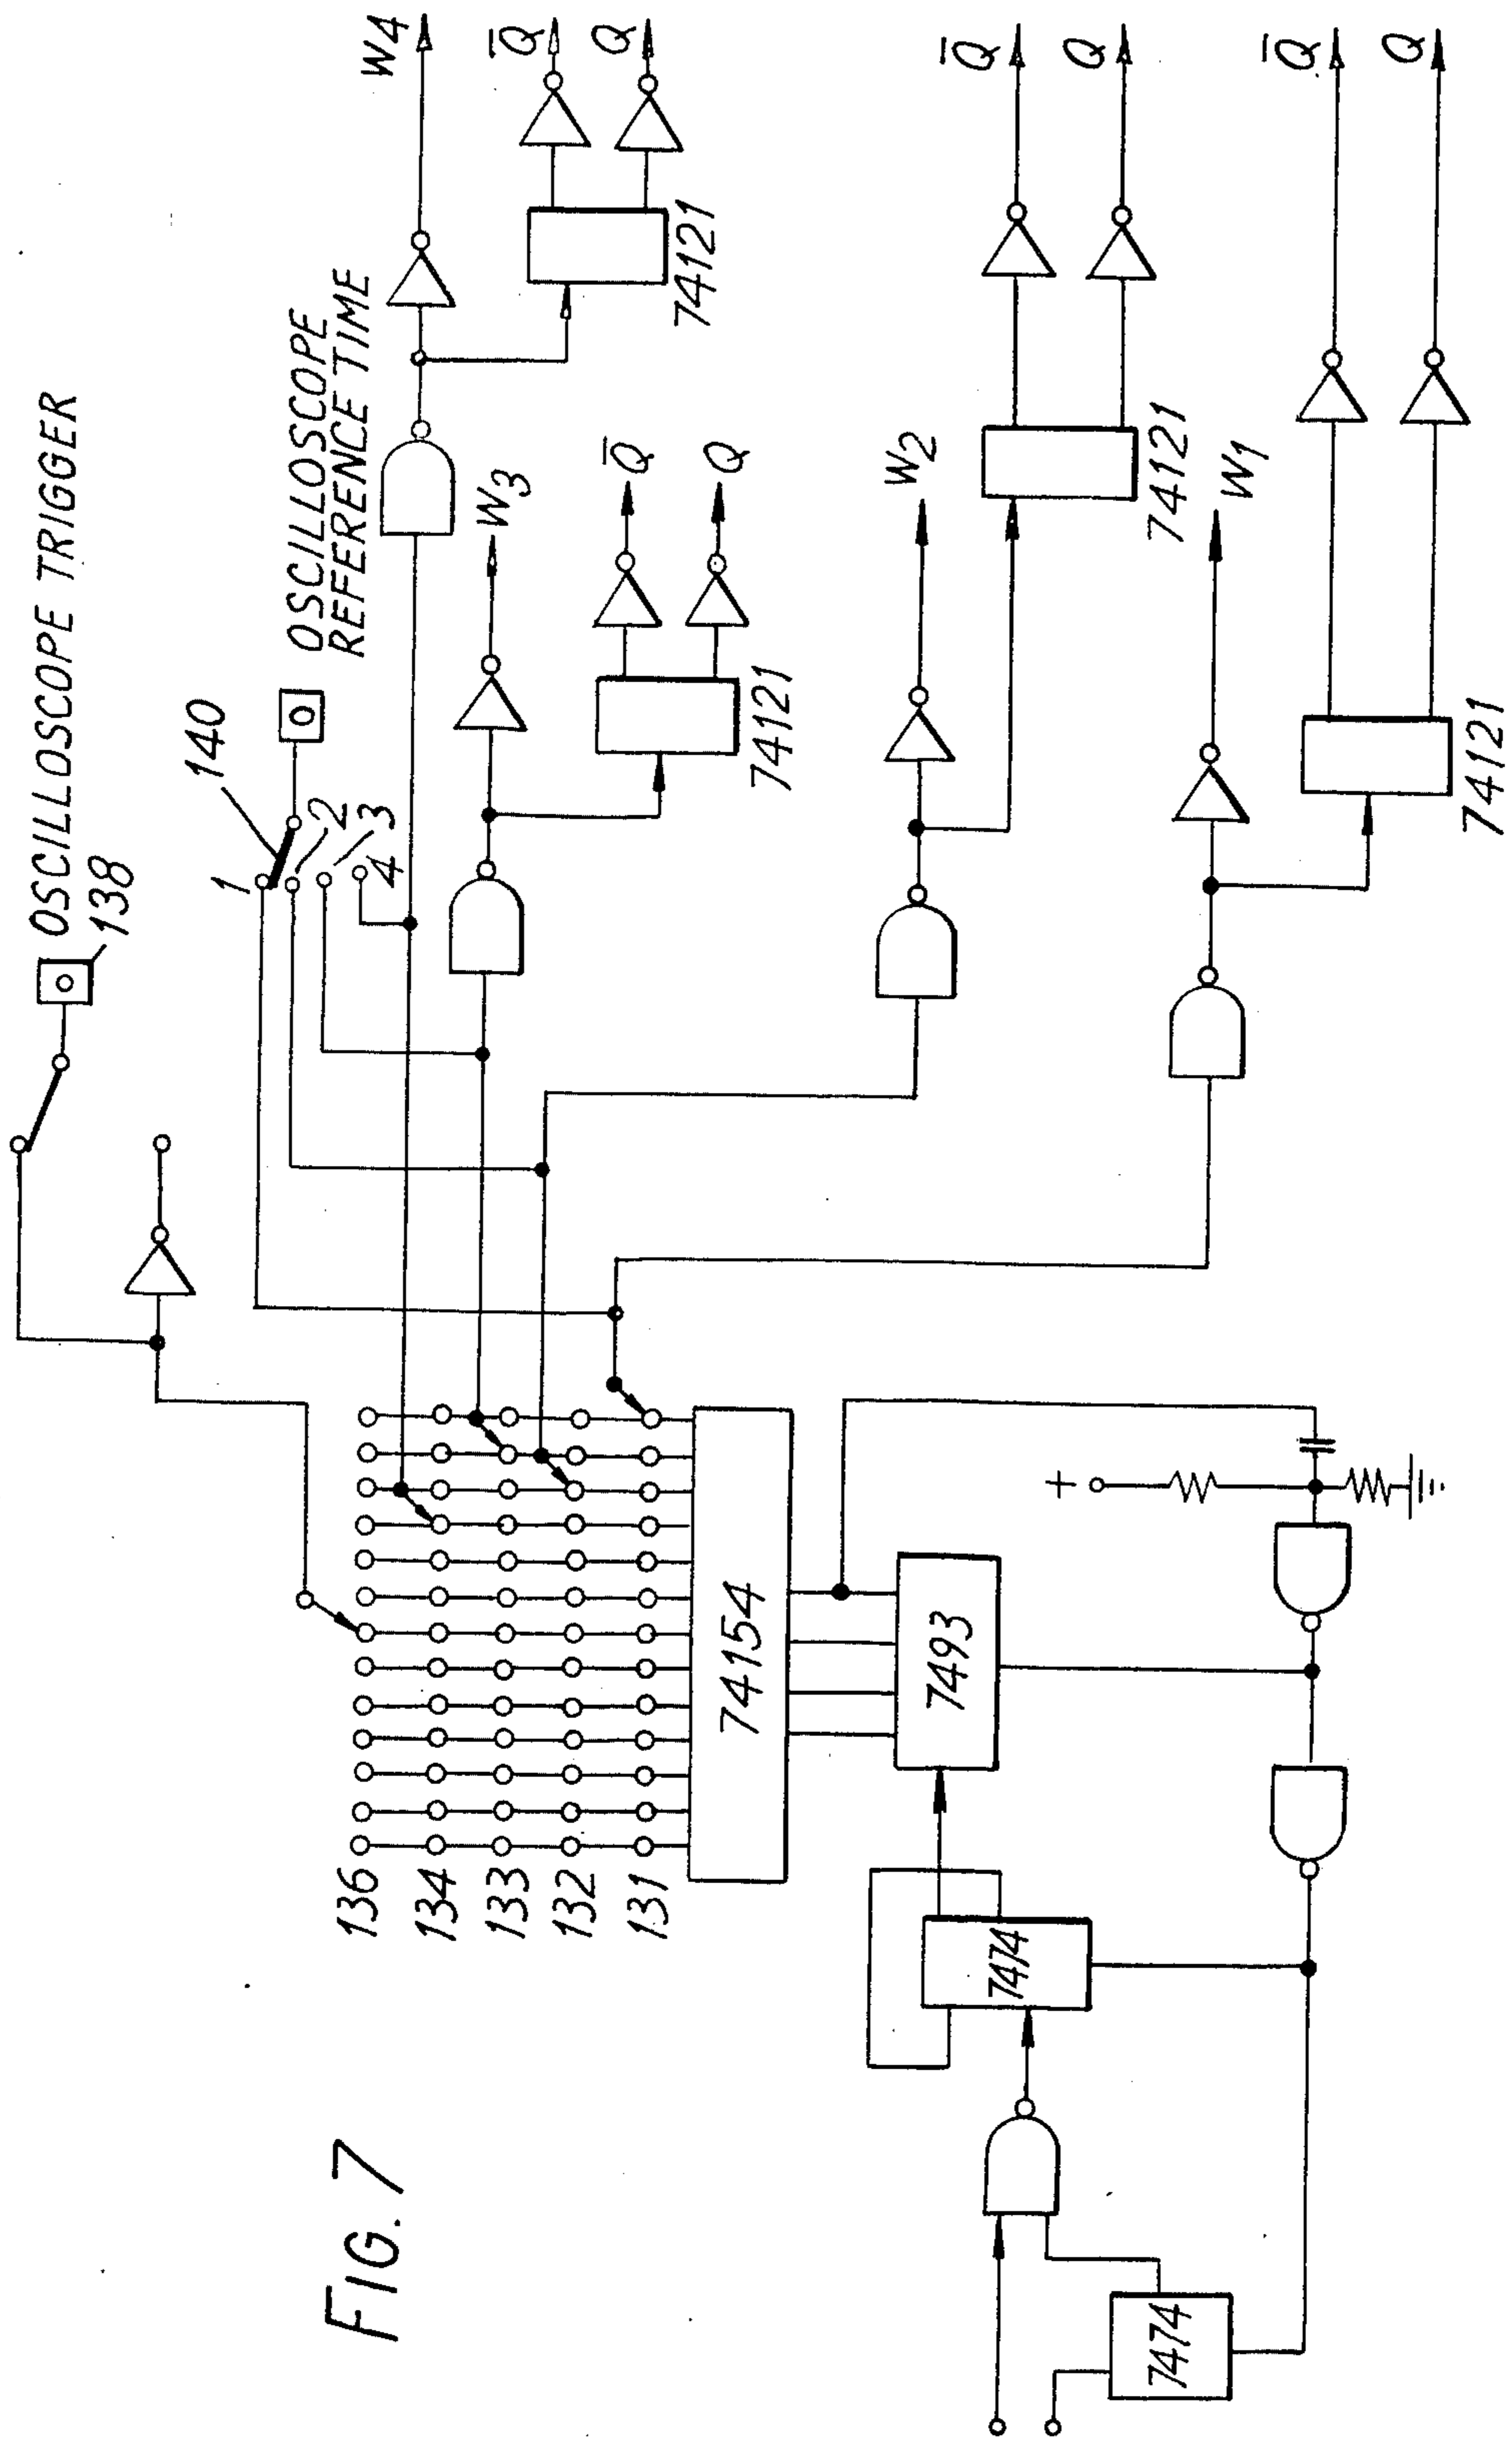 FIG. 7
OSCILLOSCOPE TRIGGER
138
140
OSCILLOSCOPE
REFERENCE TIME
1
2
3
4
W4
Q̅
Q
74121
W3
Q̅
Q
74121
W2
Q̅
Q
74121
W1
Q̅
Q
74121
136
134
133
132
131
74154
7493
+
7474
7474